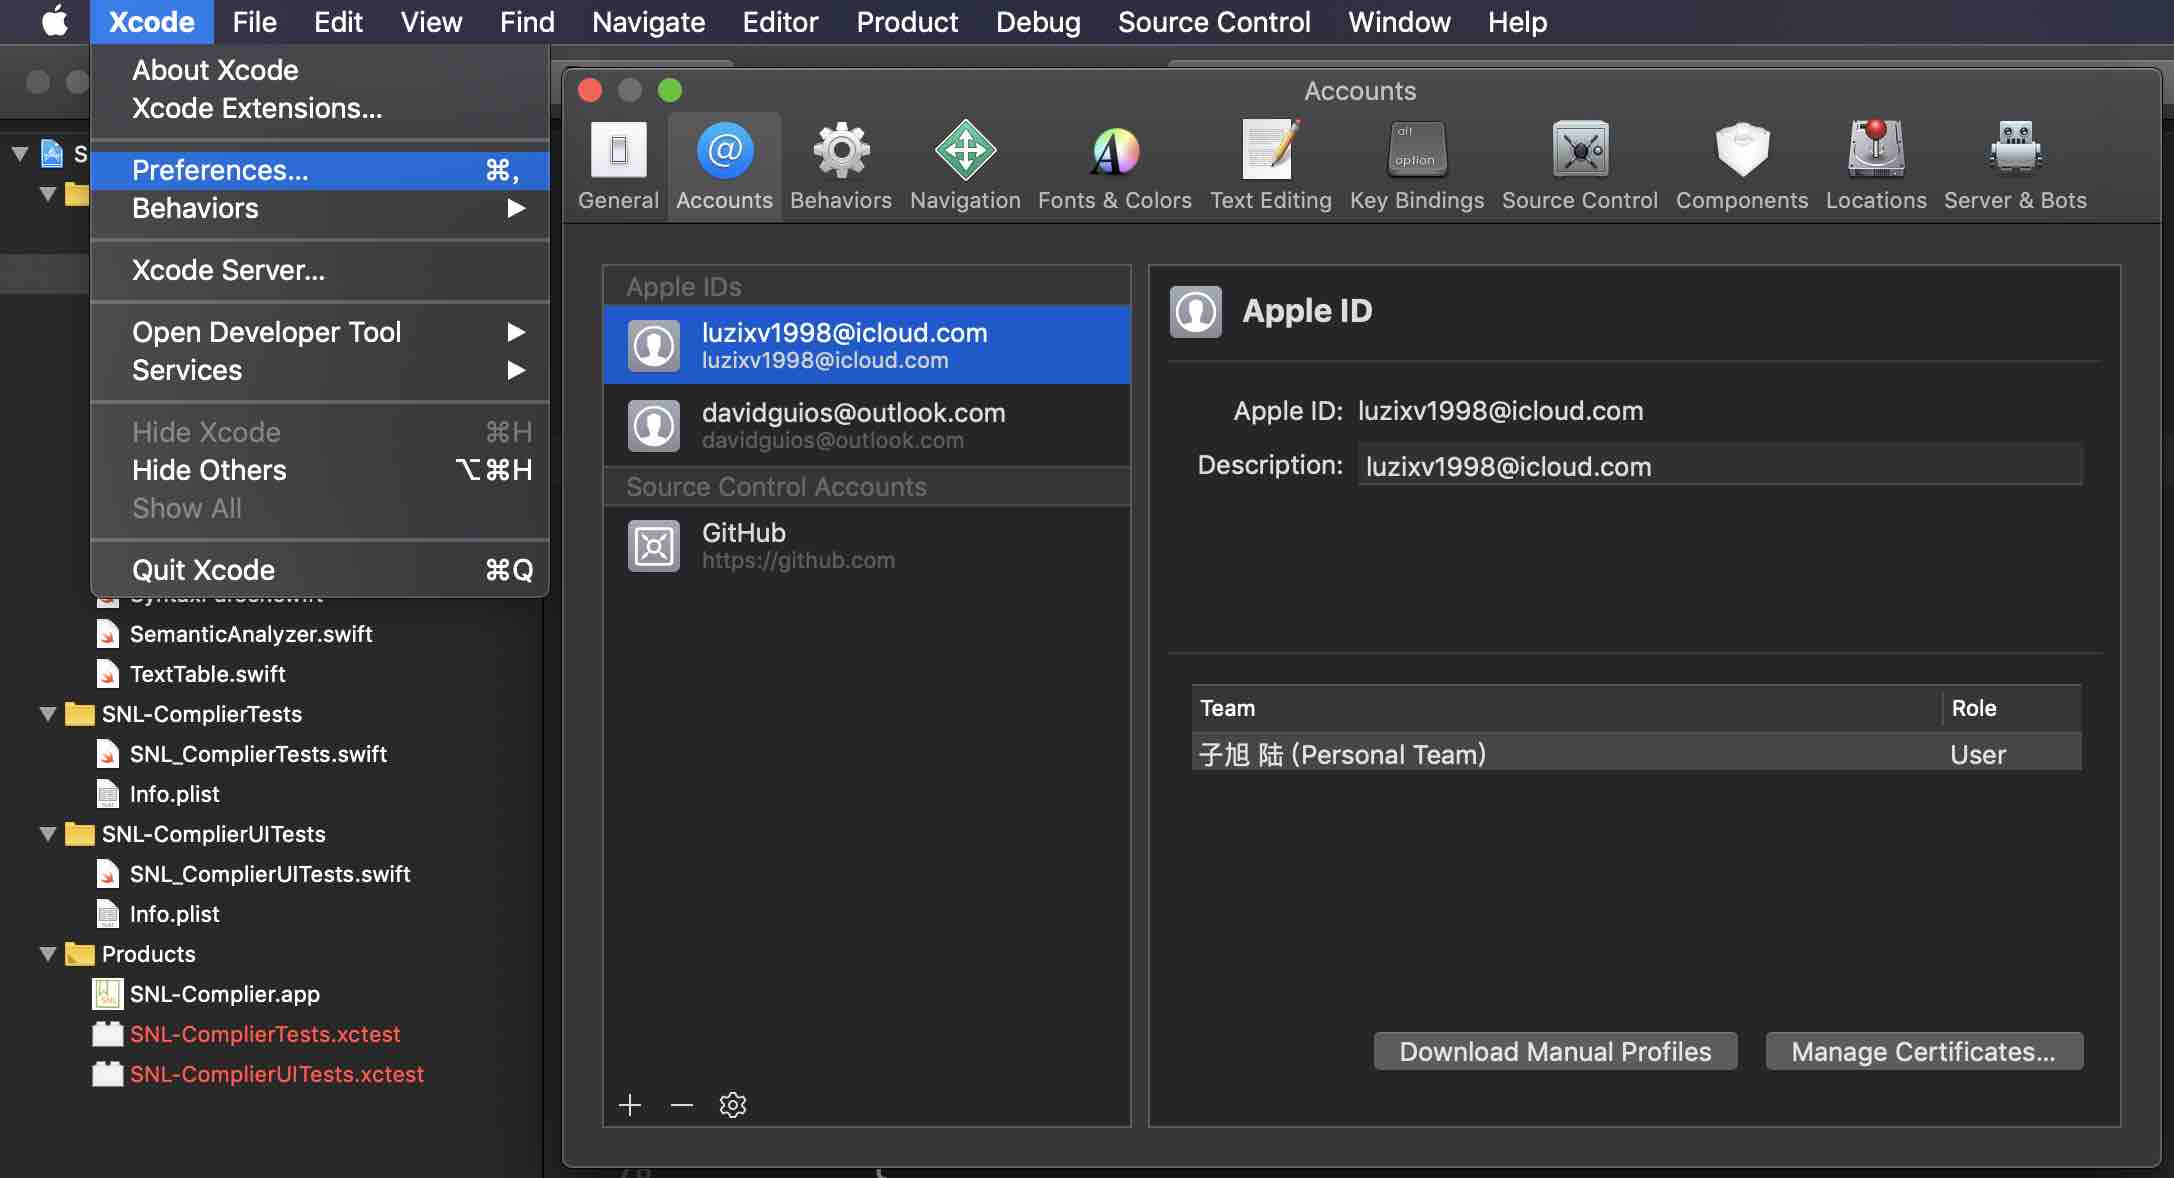 Xcode File Edit View Find Navigate Editor Product Debug Source Control Window Help
About Xcode
Xcode Extensions...
Preferences... ⌘,
Behaviors
Xcode Server...
Open Developer Tool
Services
Hide Xcode ⌘H
Hide Others ⌥⌘H
Show All
Quit Xcode ⌘Q
S
SemanticAnalyzer.swift
TextTable.swift
SNL-ComplierTests
SNL_ComplierTests.swift
Info.plist
SNL-ComplierUITests
SNL_ComplierUITests.swift
Info.plist
Products
SNL-Complier.app
SNL-ComplierTests.xctest
SNL-ComplierUITests.xctest
Accounts
alt
option
General Accounts Behaviors Navigation Fonts & Colors Text Editing Key Bindings Source Control Components Locations Server & Bots
Apple IDs
luzixv1998@icloud.com
luzixv1998@icloud.com
davidguios@outlook.com
davidguios@outlook.com
Source Control Accounts
GitHub
https://github.com
Apple ID
Apple ID: luzixv1998@icloud.com
Description: luzixv1998@icloud.com
Team Role
子旭 陆 (Personal Team) User
Download Manual Profiles Manage Certificates...